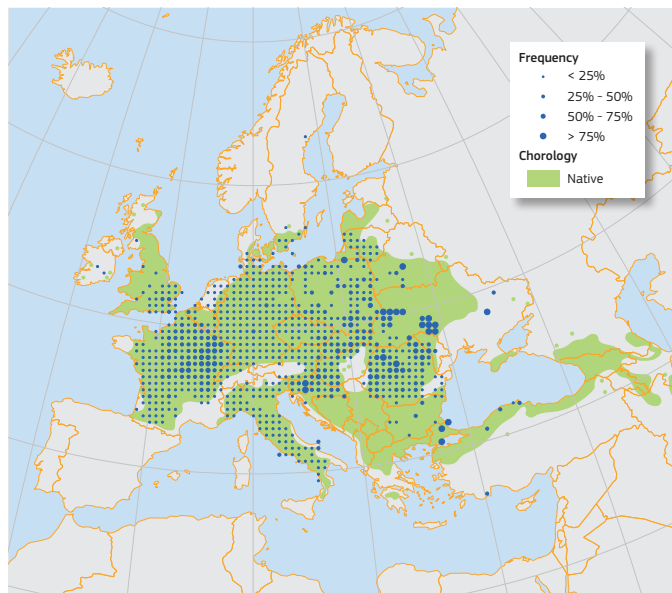 Frequency
< 25%
25% - 50%
50% - 75%
> 75%
Chorology
Native